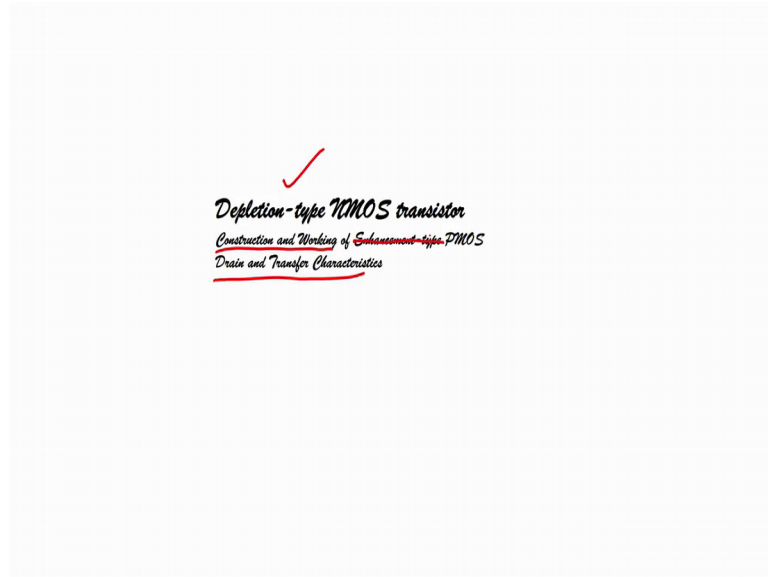 Depletion-type NMOS transistor
Construction and Working of Enhancement-type PMOS
Drain and Transfer Characteristics